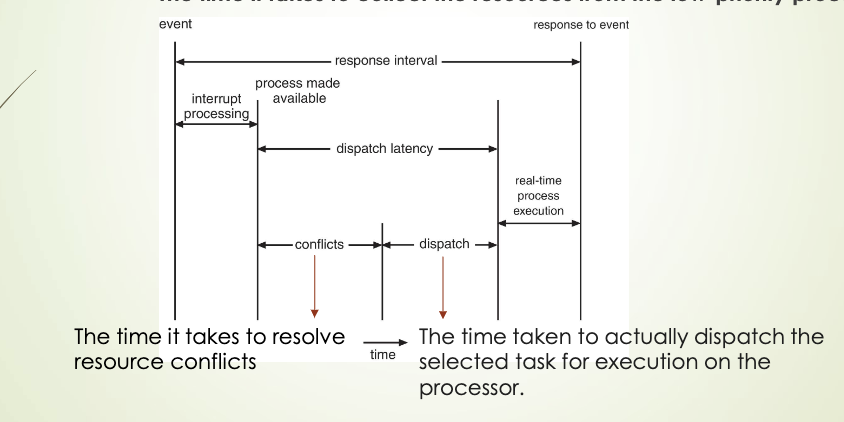 event
response to event
response interval
process made
available
interrupt
processing
dispatch latency
real-time
process
execution
conflicts
dispatch
The time it takes to resolve
resource conflicts
time
The time taken to actually dispatch the
selected task for execution on the
processor.